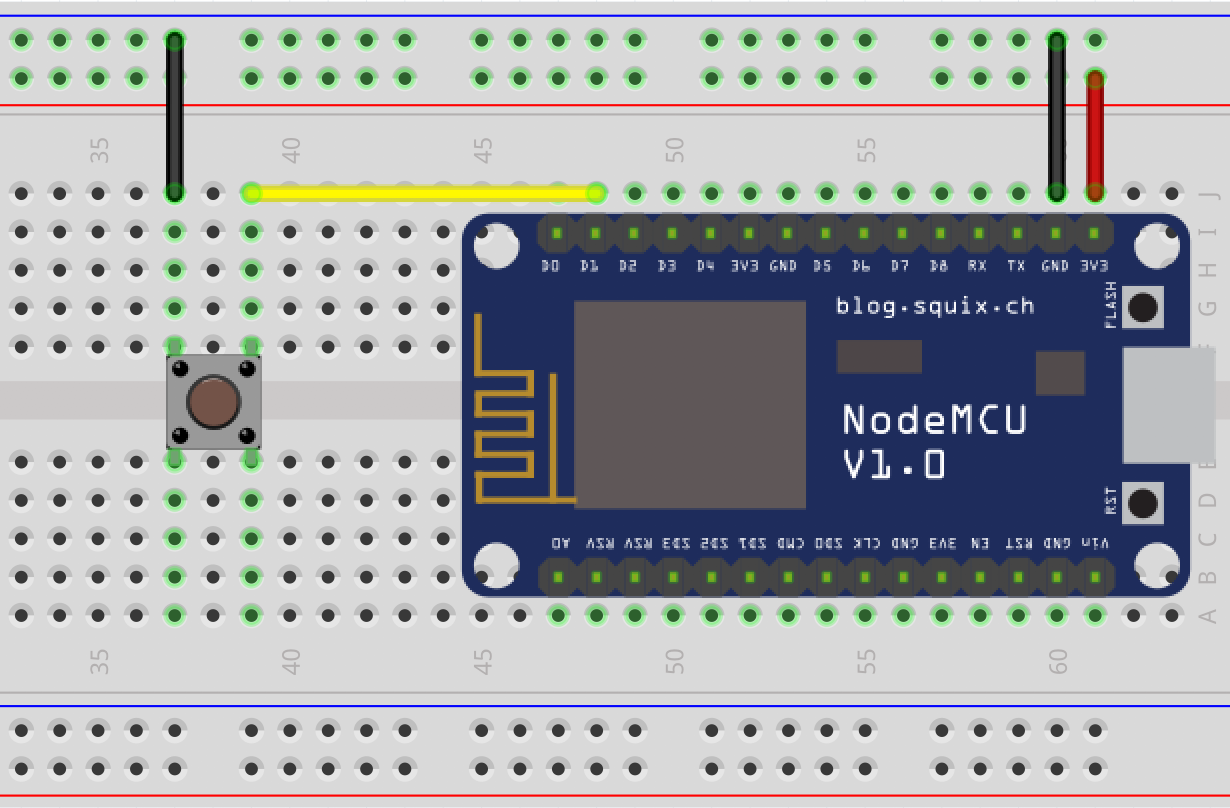 35 40 45 50 55
J
I
D0 D1 D2 D3 D4 3V3 GND D5 D6 D7 D8 RX TX GND 3V3
H
blog.squix.ch
FLASH
G
NodeMCU
V1.0
RST
D
A0 RSV RSV SD3 SD2 SD1 CMD SD0 CLK GND 3V3 EN RST GND Vin
C
B
A
35 40 45 50 55 60